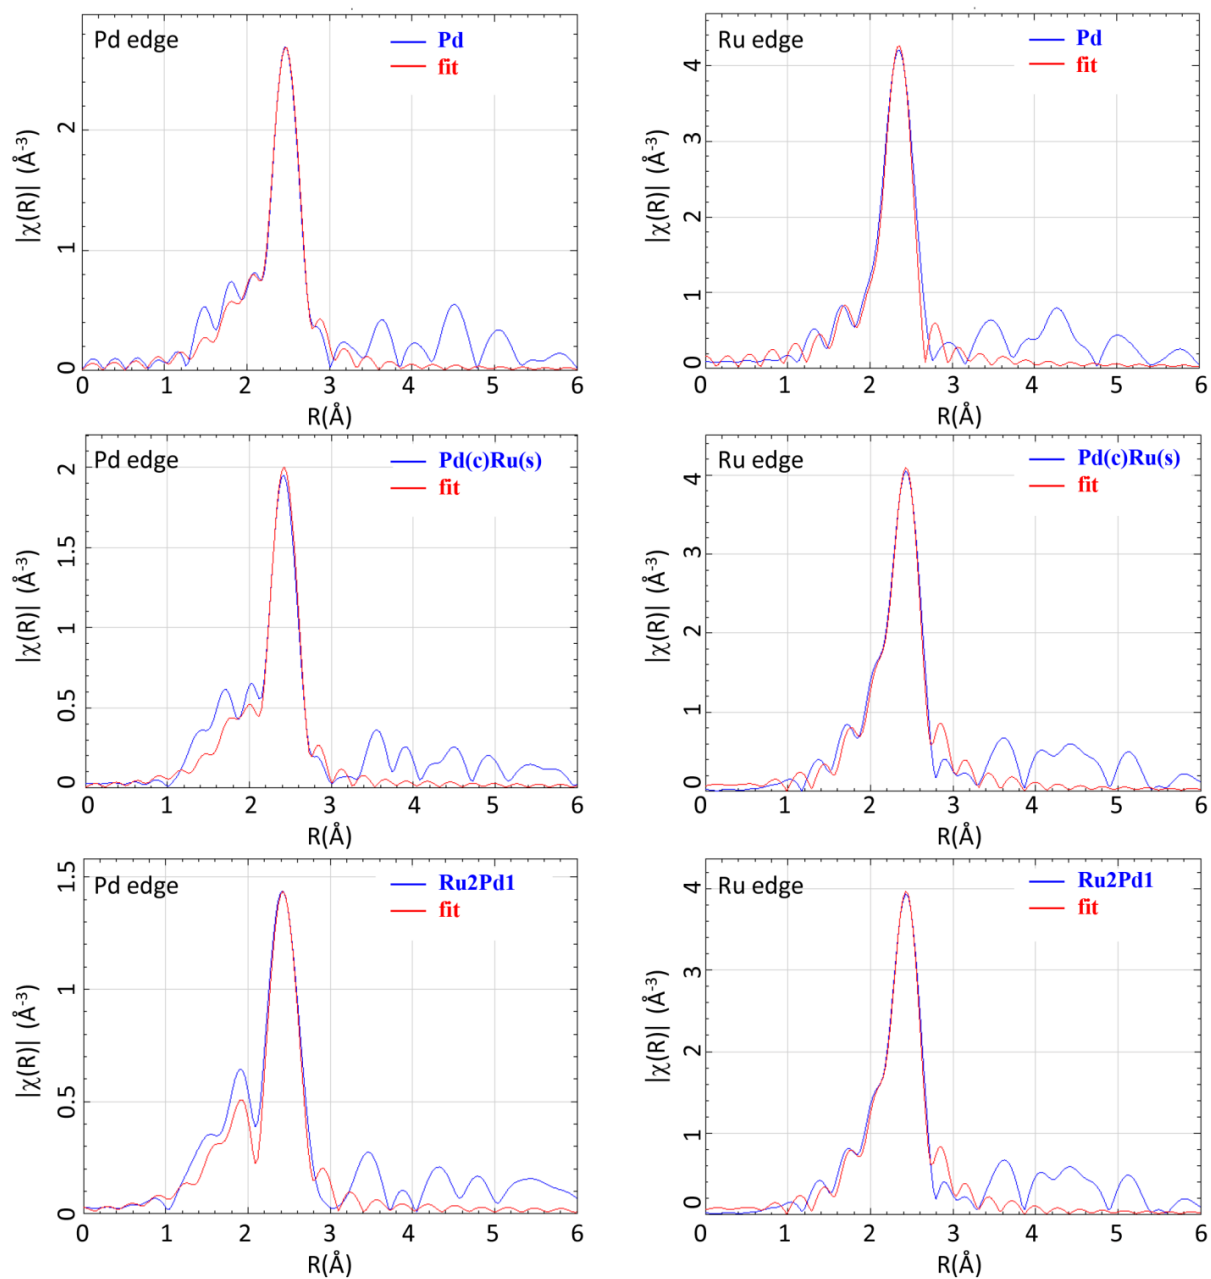 Pd edge
Pd
fit
|χ(R)| (Å⁻³)
2
1
0
0 1 2 3 4 5 6
R(Å)
Ru edge
Pd
fit
|χ(R)| (Å⁻³)
4
3
2
1
0
0 1 2 3 4 5 6
R(Å)
Pd edge
Pd(c)Ru(s)
fit
|χ(R)| (Å⁻³)
2
1.5
1
0.5
0
0 1 2 3 4 5 6
R(Å)
Ru edge
Pd(c)Ru(s)
fit
|χ(R)| (Å⁻³)
4
3
2
1
0
0 1 2 3 4 5 6
R(Å)
Pd edge
Ru2Pd1
fit
|χ(R)| (Å⁻³)
1.5
1
0.5
0
0 1 2 3 4 5 6
R(Å)
Ru edge
Ru2Pd1
fit
|χ(R)| (Å⁻³)
4
3
2
1
0
0 1 2 3 4 5 6
R(Å)